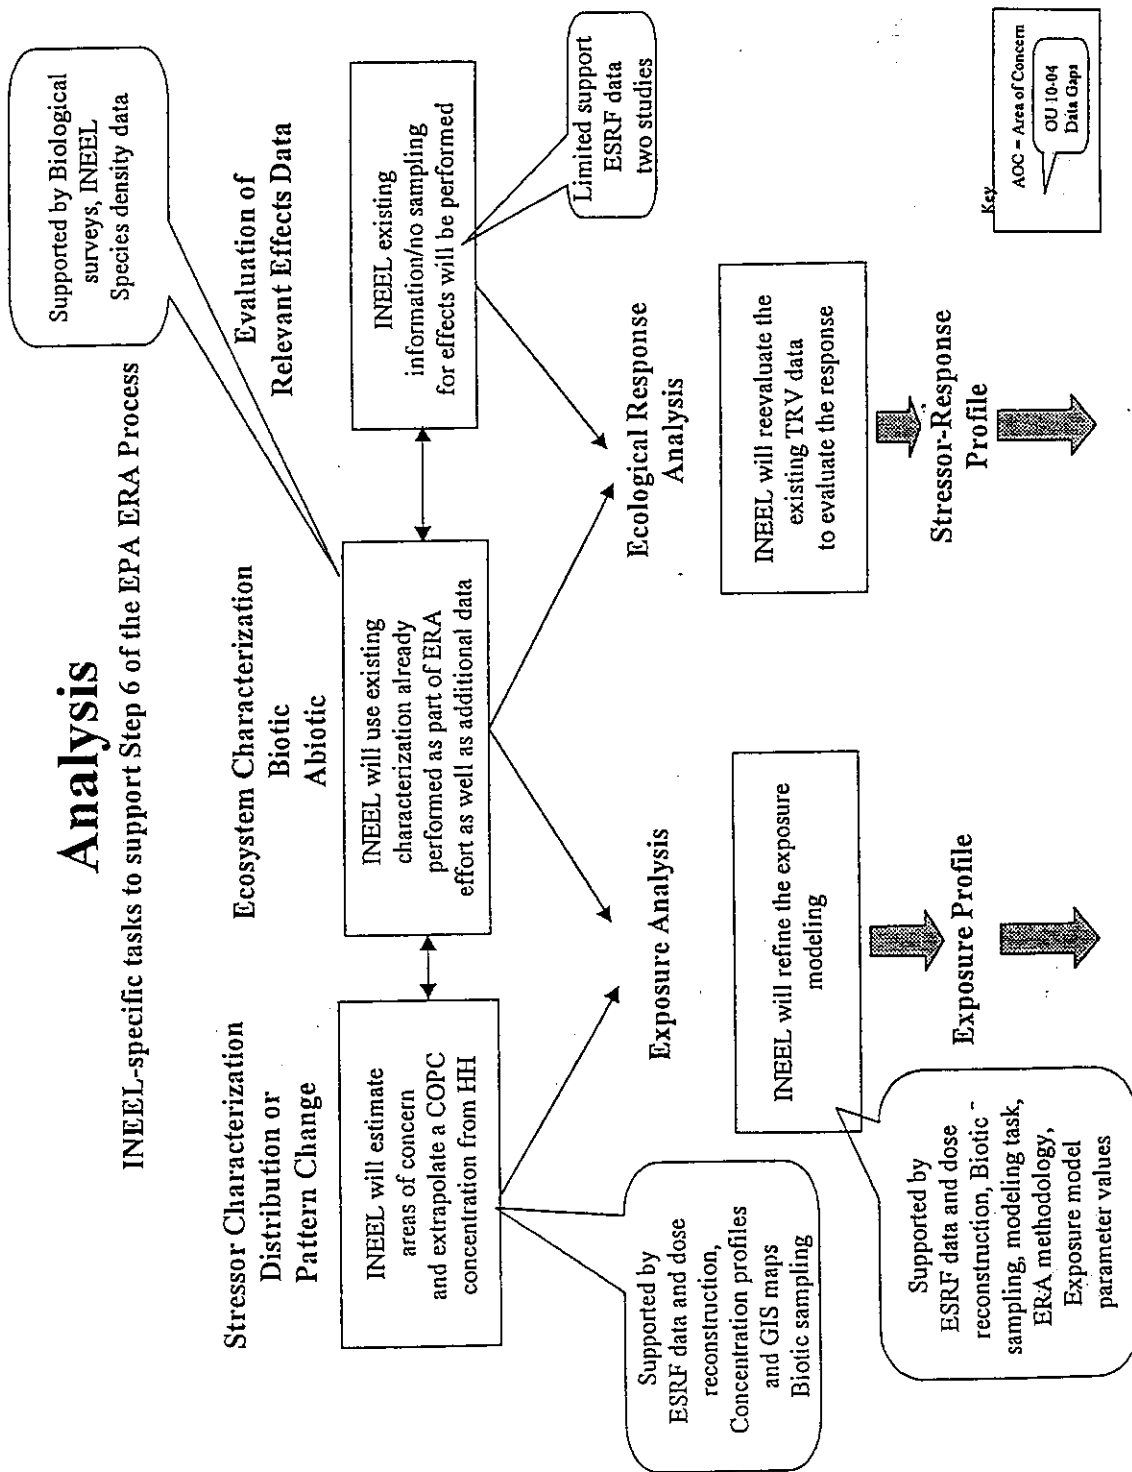 Analysis
INEEL-specific tasks to support Step 6 of the EPA ERA Process
Supported by Biological
surveys, INEEL
Species density data
Stressor Characterization
Distribution or
Pattern Change
INEEL will estimate
areas of concern
and extrapolate a COPC
concentration from HH
Ecosystem Characterization
Biotic
Abiotic
INEEL will use existing
characterization already
performed as part of ERA
effort as well as additional data
Evaluation of
Relevant Effects Data
INEEL existing
information/no sampling
for effects will be performed
Limited support
ESRF data
two studies
Supported by
ESRF data and dose
reconstruction,
Concentration profiles
and GIS maps
Biotic sampling
Exposure Analysis
INEEL will refine the exposure
modeling
Exposure Profile
Supported by
ESRF data and dose
reconstruction, Biotic -
sampling, modeling task,
ERA methodology,
Exposure model
parameter values
Ecological Response
Analysis
INEEL will reevaluate the
existing TRV data
to evaluate the response
Stressor-Response
Profile
Key
AOC = Area of Concern
OU 10-04
Data Gaps